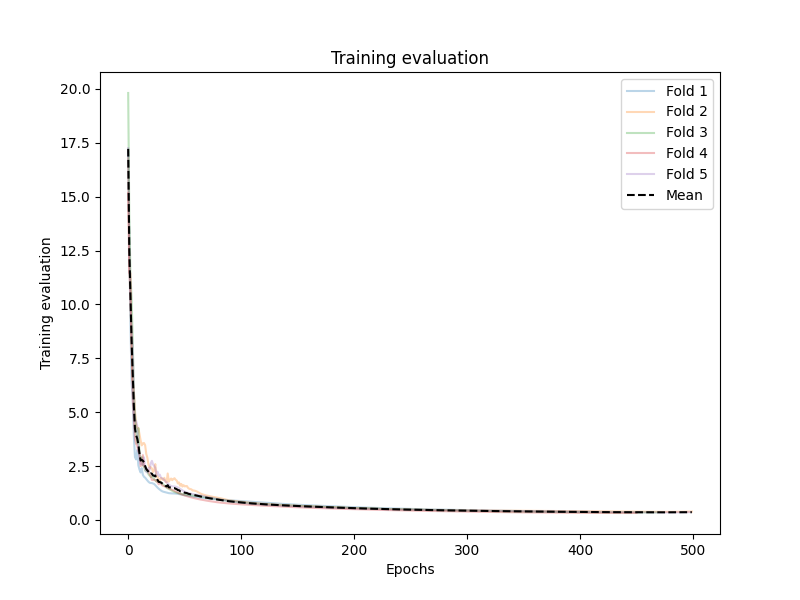 Training evaluation
20.0
17.5
15.0
12.5
10.0
7.5
5.0
2.5
0.0
Training evaluation
0 100 200 300 400 500
Epochs
Fold 1
Fold 2
Fold 3
Fold 4
Fold 5
Mean